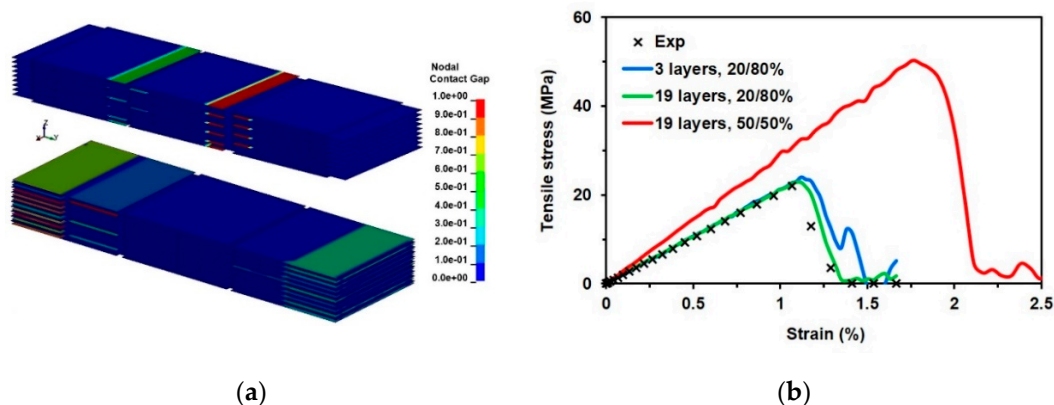 Nodal
Contact Gap
1.0e+00
9.0e-01
8.0e-01
7.0e-01
6.0e-01
5.0e-01
4.0e-01
3.0e-01
2.0e-01
1.0e-01
0.0e+00
Z
X
Y
(a)
60
40
20
0
Tensile stress (MPa)
Exp
3 layers, 20/80%
19 layers, 20/80%
19 layers, 50/50%
0
0.5
1
1.5
2
2.5
Strain (%)
(b)